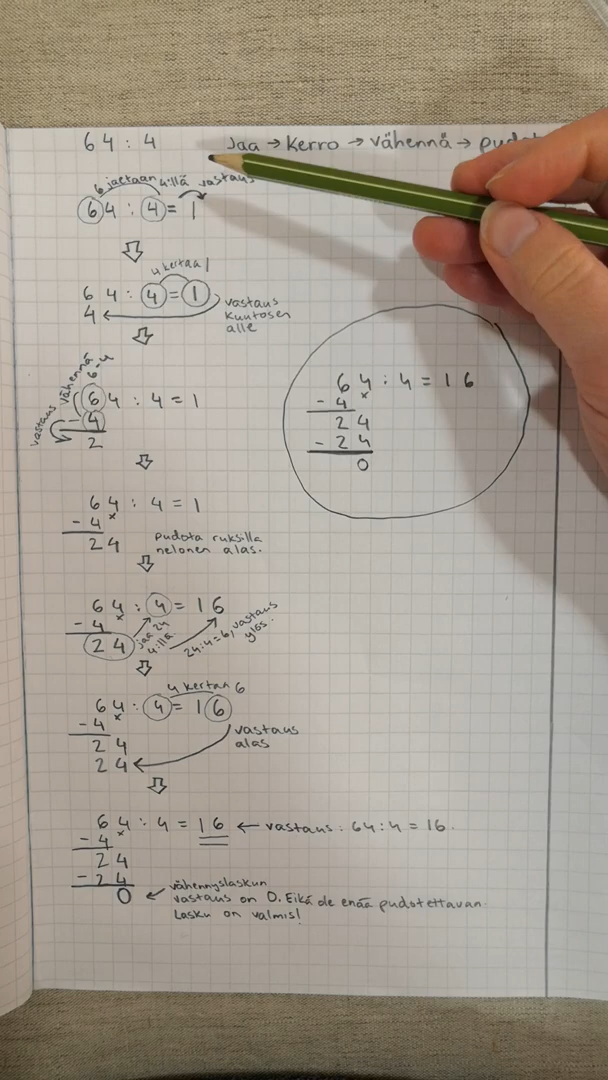 64 : 4
Jaa → kerro → vähennä →
6 jaetaan 4:llä vastaus
64 : 4 = 1
4 kertaa 1
64 : 4 = 1
4
vastaus
kuutosen
alle
vähennä
6-4
64 : 4 = 1
- 4
2
vastaus
64 : 4 = 1
- 4 x
24
pudota ruksilla
nelonen alas.
64 : 4 = 16
- 4 x
24
jaa 24
4:llä.
24:4=6, vastaus
ylös.
4 kertaa 6
64 : 4 = 16
- 4 x
24
24
vastaus
alas
64 : 4 = 16 ← vastaus: 64:4 = 16.
- 4 x
24
- 24
0
vähennyslaskun
vastaus on 0. Eikä ole enää pudotettavaa.
Lasku on valmis!
64 : 4 = 16
- 4 x
24
- 24
0